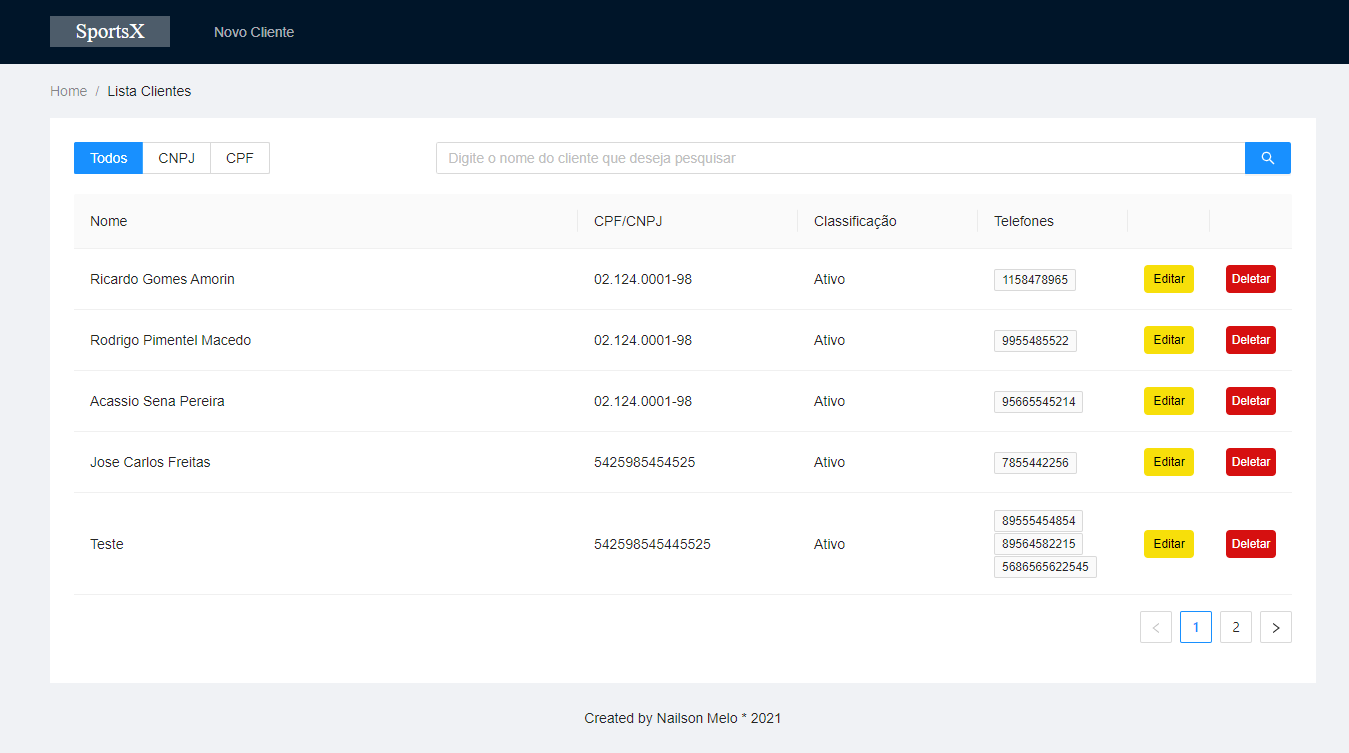 SportsX Novo Cliente
Home / Lista Clientes
Todos CNPJ CPF Digite o nome do cliente que deseja pesquisar
Nome CPF/CNPJ Classificação Telefones
Ricardo Gomes Amorin 02.124.0001-98 Ativo 1158478965 Editar Deletar
Rodrigo Pimentel Macedo 02.124.0001-98 Ativo 9955485522 Editar Deletar
Acassio Sena Pereira 02.124.0001-98 Ativo 95665545214 Editar Deletar
Jose Carlos Freitas 5425985454525 Ativo 7855442256 Editar Deletar
89555454854
Teste 542598545445525 Ativo 89564582215 Editar Deletar
5686565622545
< 1 2 >
Created by Nailson Melo * 2021